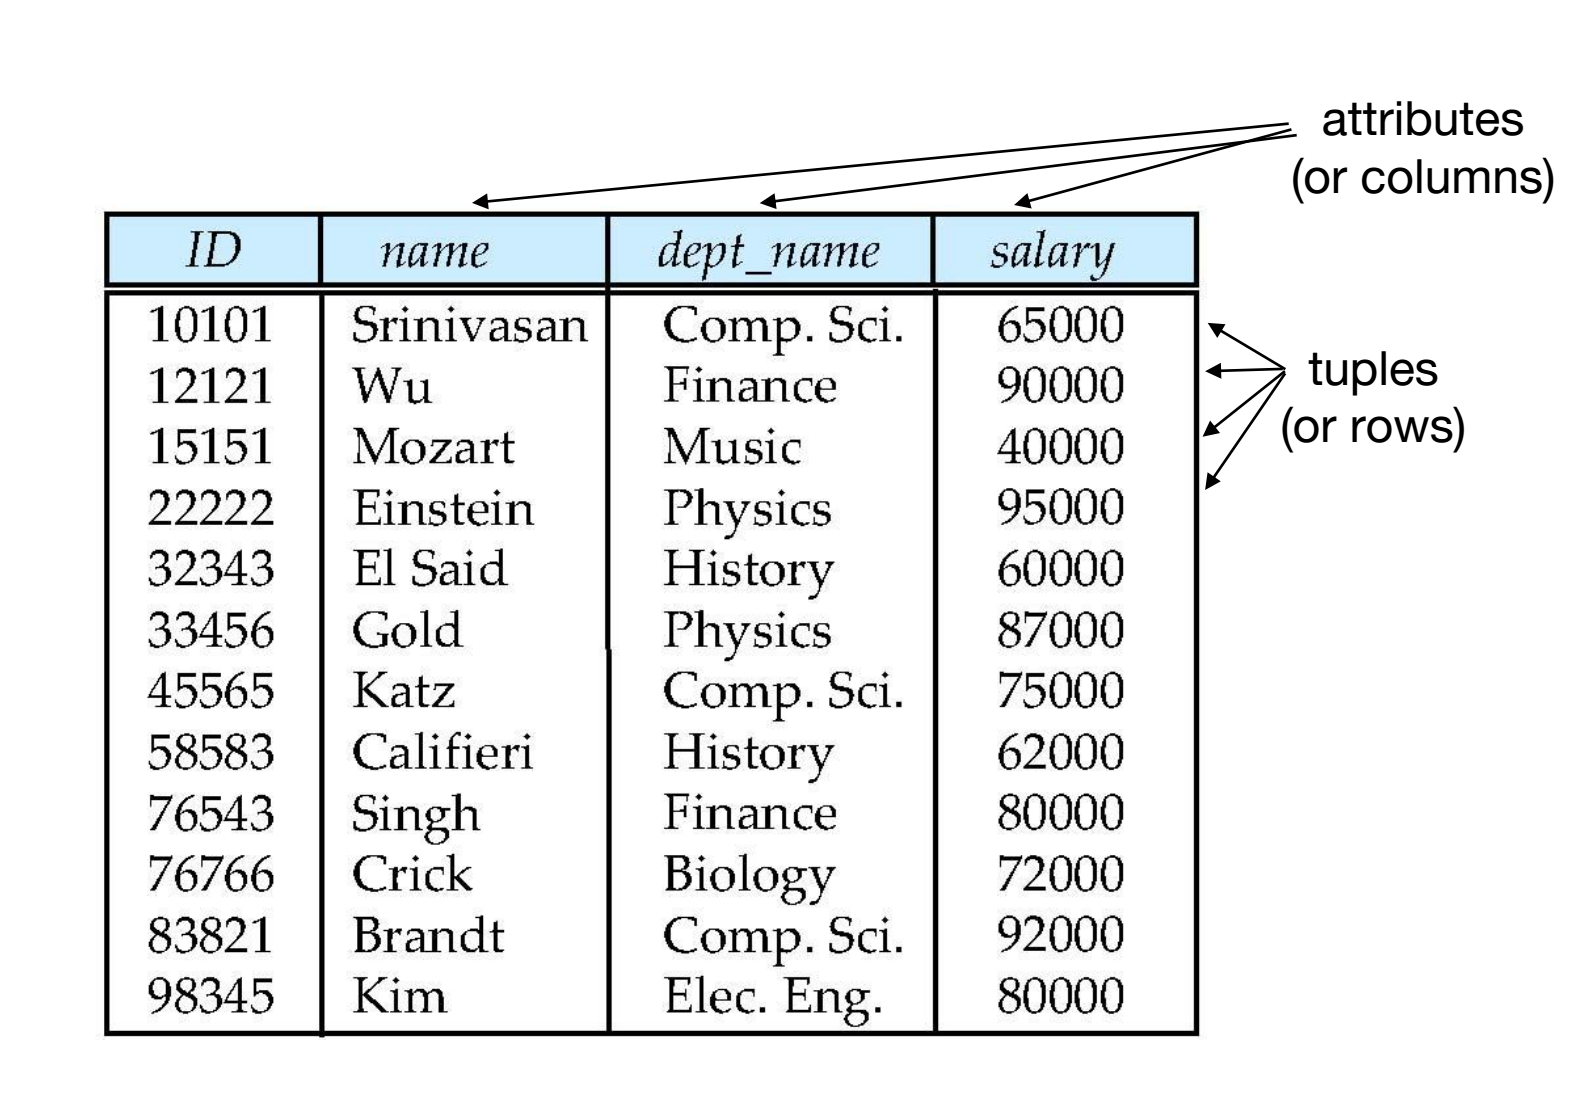 attributes
(or columns)
ID name dept_name salary
10101 Srinivasan Comp. Sci. 65000
12121 Wu Finance 90000
15151 Mozart Music 40000
22222 Einstein Physics 95000
32343 El Said History 60000
33456 Gold Physics 87000
45565 Katz Comp. Sci. 75000
58583 Califieri History 62000
76543 Singh Finance 80000
76766 Crick Biology 72000
83821 Brandt Comp. Sci. 92000
98345 Kim Elec. Eng. 80000
tuples
(or rows)